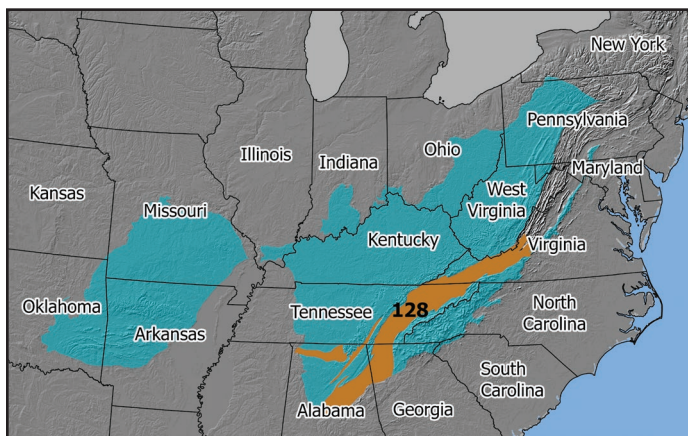 New York
Pennsylvania
Ohio
Illinois
Indiana
Maryland
Kansas
West
Virginia
Missouri
Kentucky
Virginia
Oklahoma
Tennessee
128
North
Carolina
Arkansas
South
Carolina
Alabama
Georgia